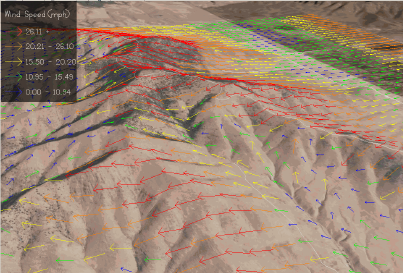 Wind Speed (mph)
26.11 +
20.21 - 26.10
15.50 - 20.20
10.95 - 15.49
0.00 - 10.94